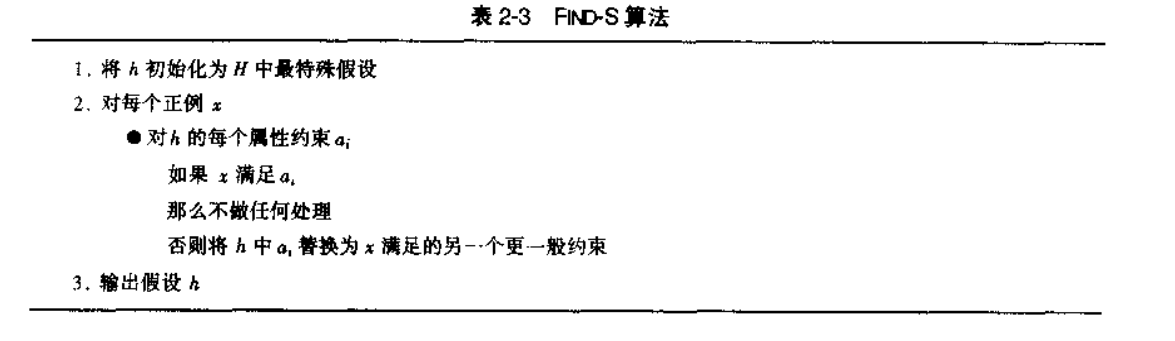 表 2-3 FIND-S 算法
1. 将 h 初始化为 H 中最特殊假设
2. 对每个正例 x
● 对 h 的每个属性约束 aᵢ
如果 x 满足 aᵢ
那么不做任何处理
否则将 h 中 aᵢ 替换为 x 满足的另一个更一般约束
3. 输出假设 h